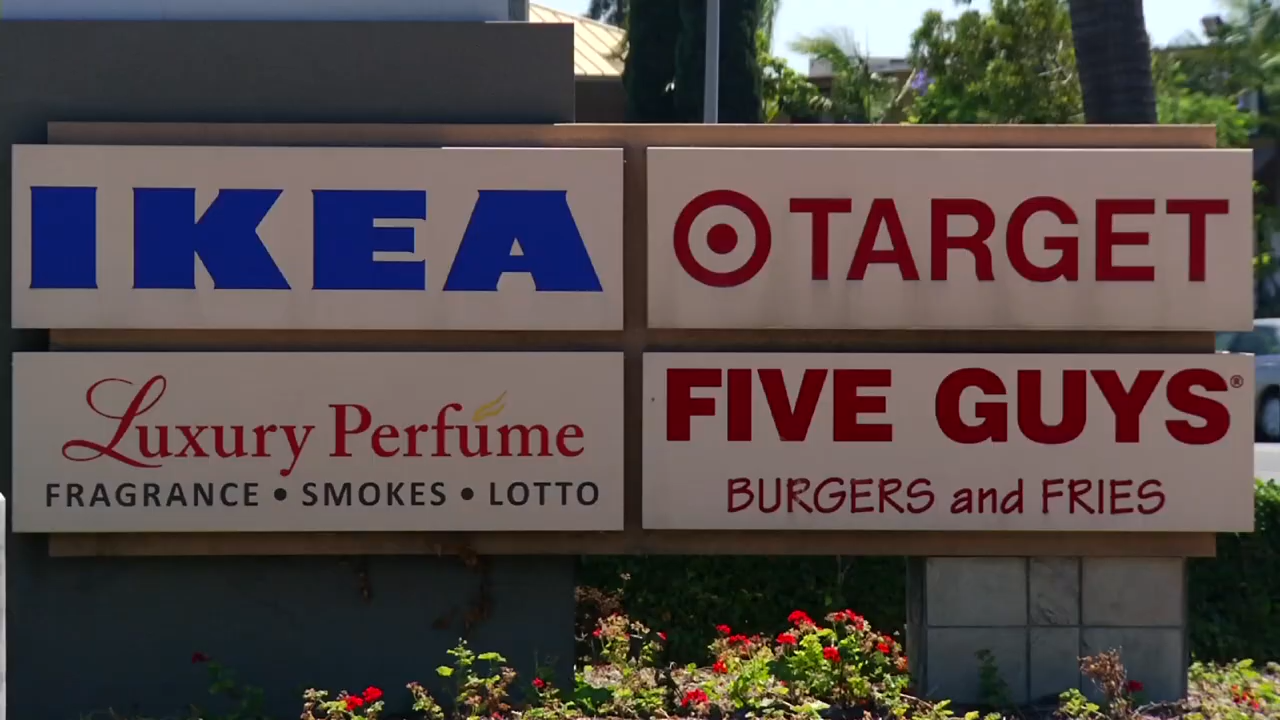 IKEA
TARGET
Luxury Perfume
FRAGRANCE • SMOKES • LOTTO
FIVE GUYS®
BURGERS and FRIES